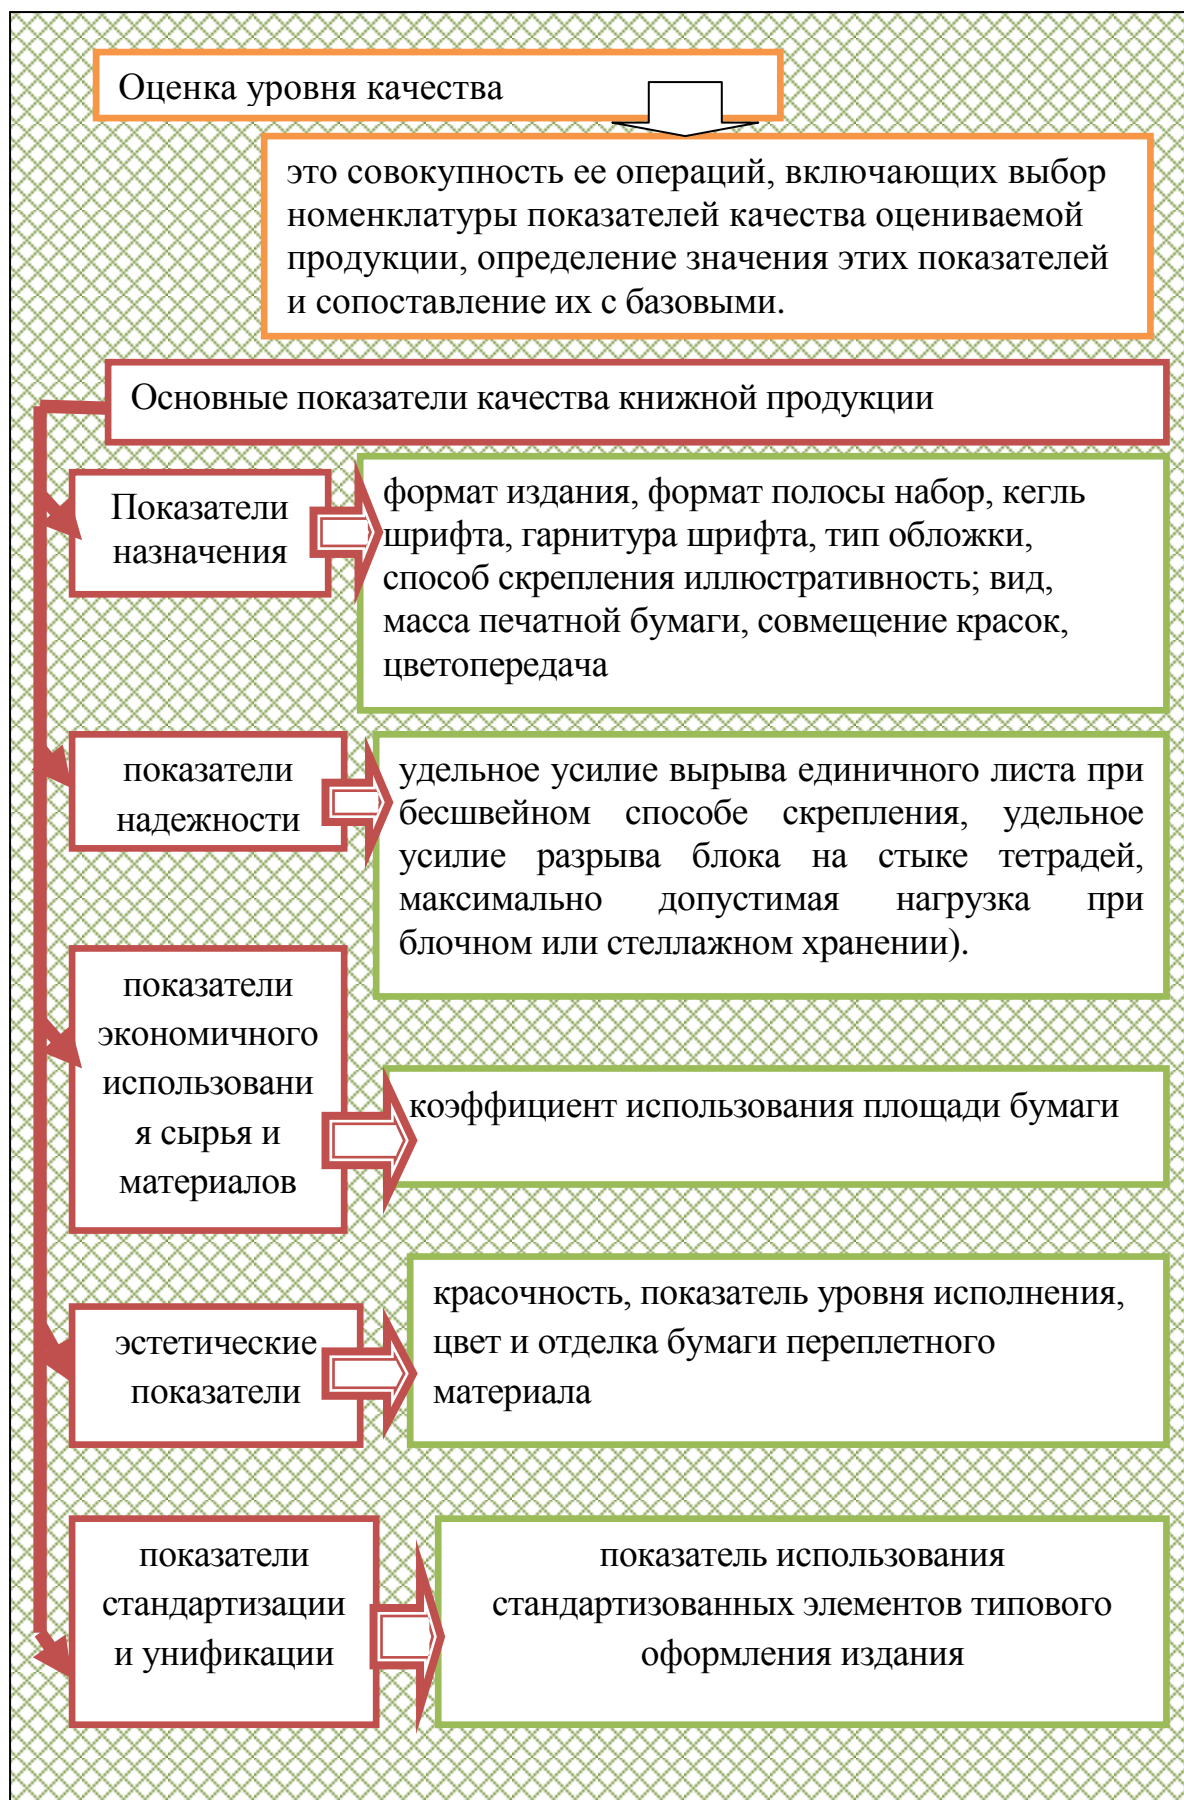 Оценка уровня качества
это совокупность ее операций, включающих выбор
номенклатуры показателей качества оцениваемой
продукции, определение значения этих показателей
и сопоставление их с базовыми.
Основные показатели качества книжной продукции
Показатели
назначения
формат издания, формат полосы набор, кегль
шрифта, гарнитура шрифта, тип обложки,
способ скрепления иллюстративность; вид,
масса печатной бумаги, совмещение красок,
цветопередача
показатели
надежности
удельное усилие вырыва единичного листа при
бесшвейном способе скрепления, удельное
усилие разрыва блока на стыке тетрадей,
максимально допустимая нагрузка при
блочном или стеллажном хранении).
показатели
экономичного
использовани
я сырья и
материалов
коэффициент использования площади бумаги
эстетические
показатели
красочность, показатель уровня исполнения,
цвет и отделка бумаги переплетного
материала
показатели
стандартизации
и унификации
показатель использования
стандартизованных элементов типового
оформления издания